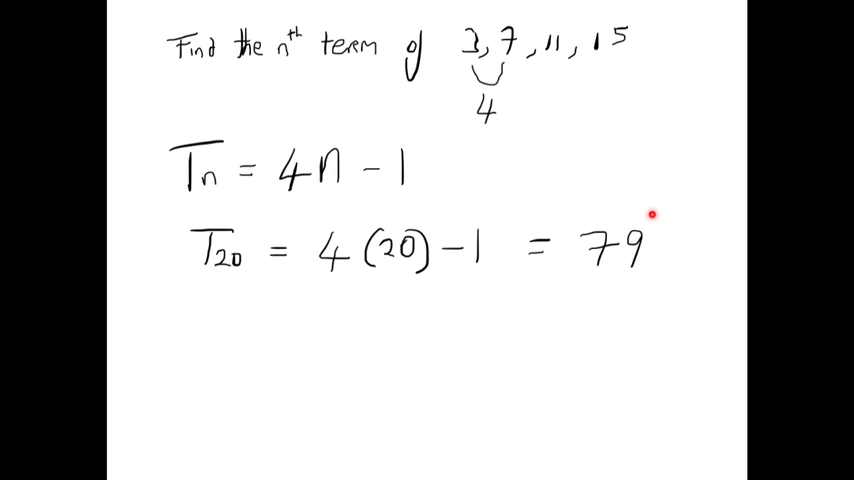 Find the nth term of 3, 7, 11, 15
4
Tn = 4n - 1
T20 = 4(20) - 1 = 79